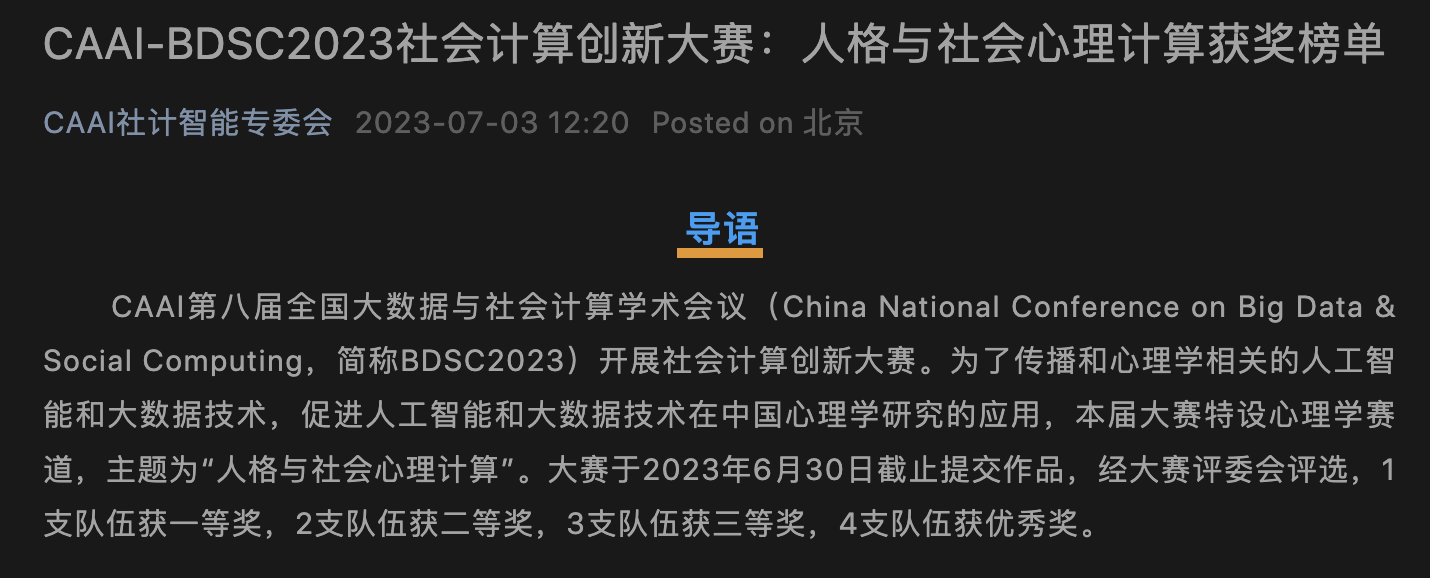 CAAI-BDSC2023社会计算创新大赛：人格与社会心理计算获奖榜单
CAAI社计智能专委会 2023-07-03 12:20 Posted on 北京
导语
CAAI第八届全国大数据与社会计算学术会议（China National Conference on Big Data &
Social Computing，简称BDSC2023）开展社会计算创新大赛。为了传播和心理学相关的人工智
能和大数据技术，促进人工智能和大数据技术在中国心理学研究的应用，本届大赛特设心理学赛
道，主题为“人格与社会心理计算”。大赛于2023年6月30日截止提交作品，经大赛评委会评选，1
支队伍获一等奖，2支队伍获二等奖，3支队伍获三等奖，4支队伍获优秀奖。